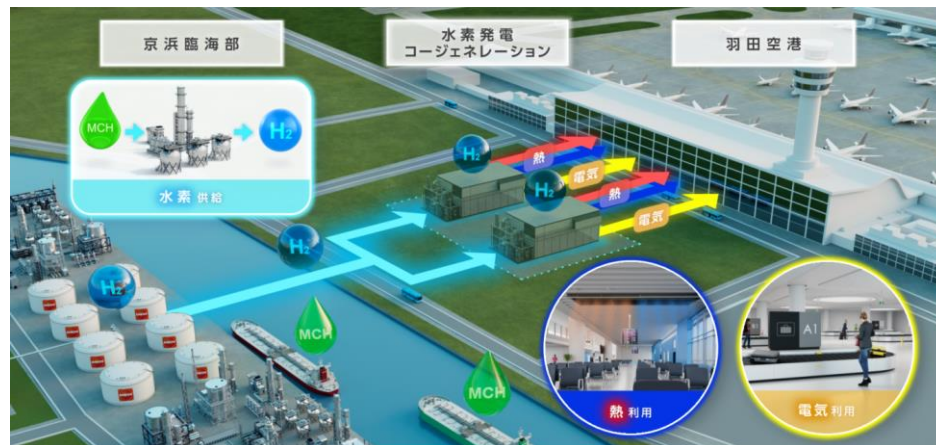 京浜臨海部
水素発電
コージェネレーション
羽田空港
MCH
H₂
水素 供給
H₂
熱
電気
H₂
熱
電気
H₂
H₂
MCH
MCH
熱 利用
A1
電気 利用